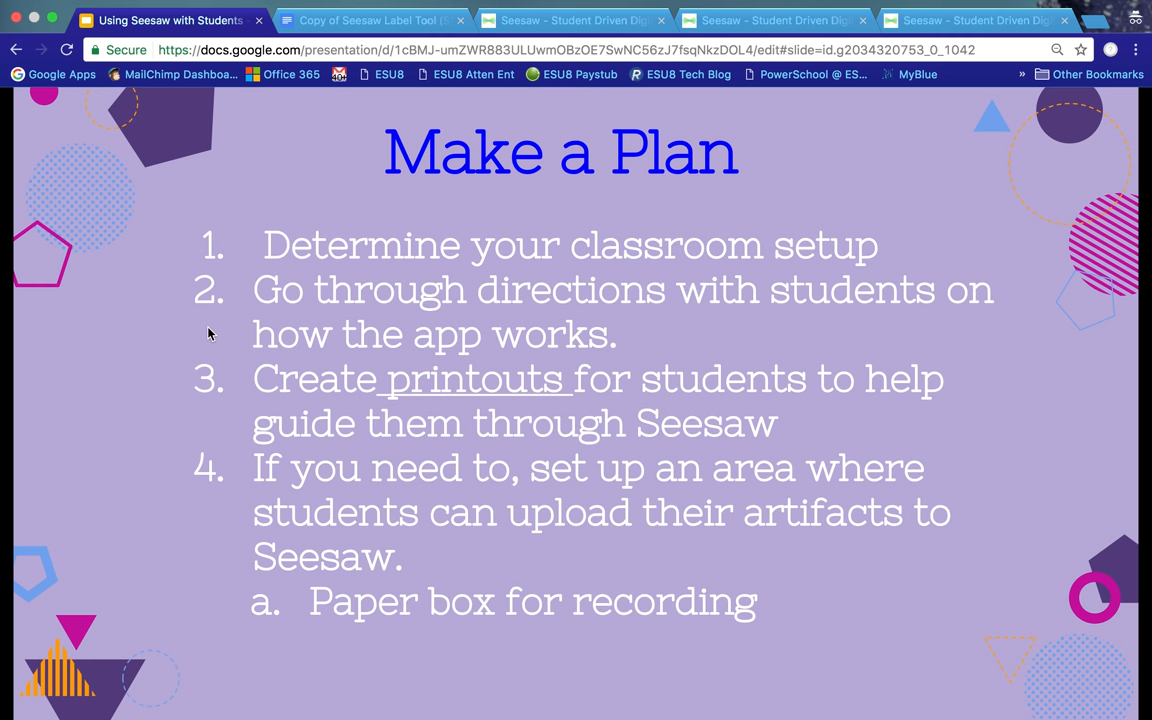 Using Seesaw with Students -
Copy of Seesaw Label Tool (S
Seesaw - Student Driven Digi
Seesaw - Student Driven Digi
Seesaw - Student Driven Digi
Secure https://docs.google.com/presentation/d/1cBMJ-umZWR883ULUwmOBzOE7SwNC56zJ7fsqNkzDOL4/edit#slide=id.g2034320753_0_1042
Google Apps MailChimp Dashboa... Office 365 40+ ESU8 ESU8 Atten Ent ESU8 Paystub ESU8 Tech Blog PowerSchool @ ES... MyBlue » Other Bookmarks
Make a Plan
1. Determine your classroom setup
2. Go through directions with students on
how the app works.
3. Create printouts for students to help
guide them through Seesaw
4. If you need to, set up an area where
students can upload their artifacts to
Seesaw.
a. Paper box for recording